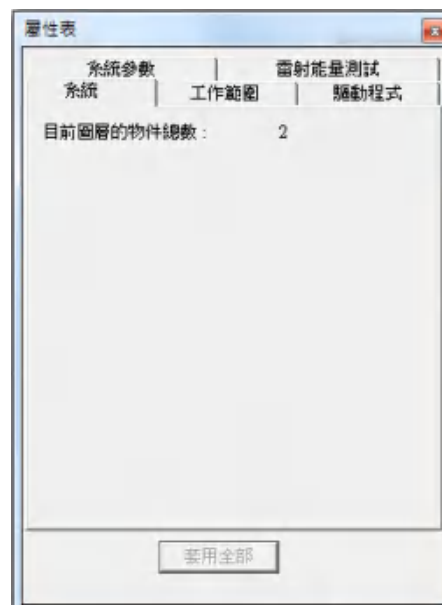 屬性表
系統參數 雷射能量測試
系統 工作範圍 驅動程式
目前圖層的物件總數： 2
套用全部